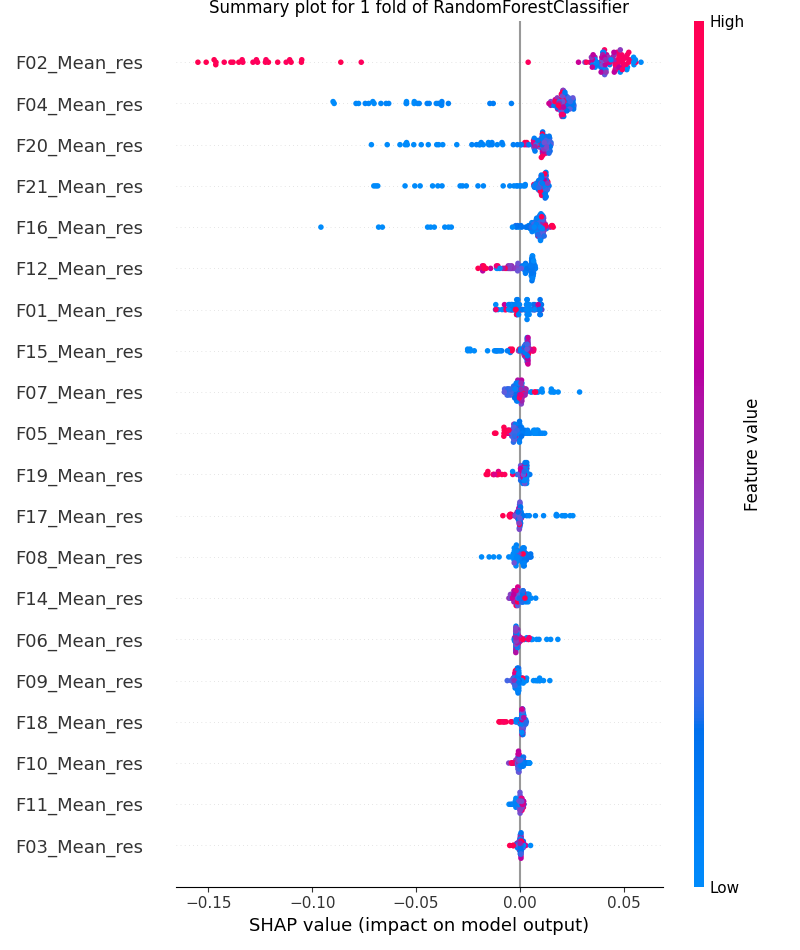 Summary plot for 1 fold of RandomForestClassifier
High
F02_Mean_res
F04_Mean_res
F20_Mean_res
F21_Mean_res
F16_Mean_res
F12_Mean_res
F01_Mean_res
F15_Mean_res
F07_Mean_res
F05_Mean_res
F19_Mean_res
F17_Mean_res
F08_Mean_res
F14_Mean_res
F06_Mean_res
F09_Mean_res
F18_Mean_res
F10_Mean_res
F11_Mean_res
F03_Mean_res
Feature value
Low
−0.15 −0.10 −0.05 0.00 0.05
SHAP value (impact on model output)